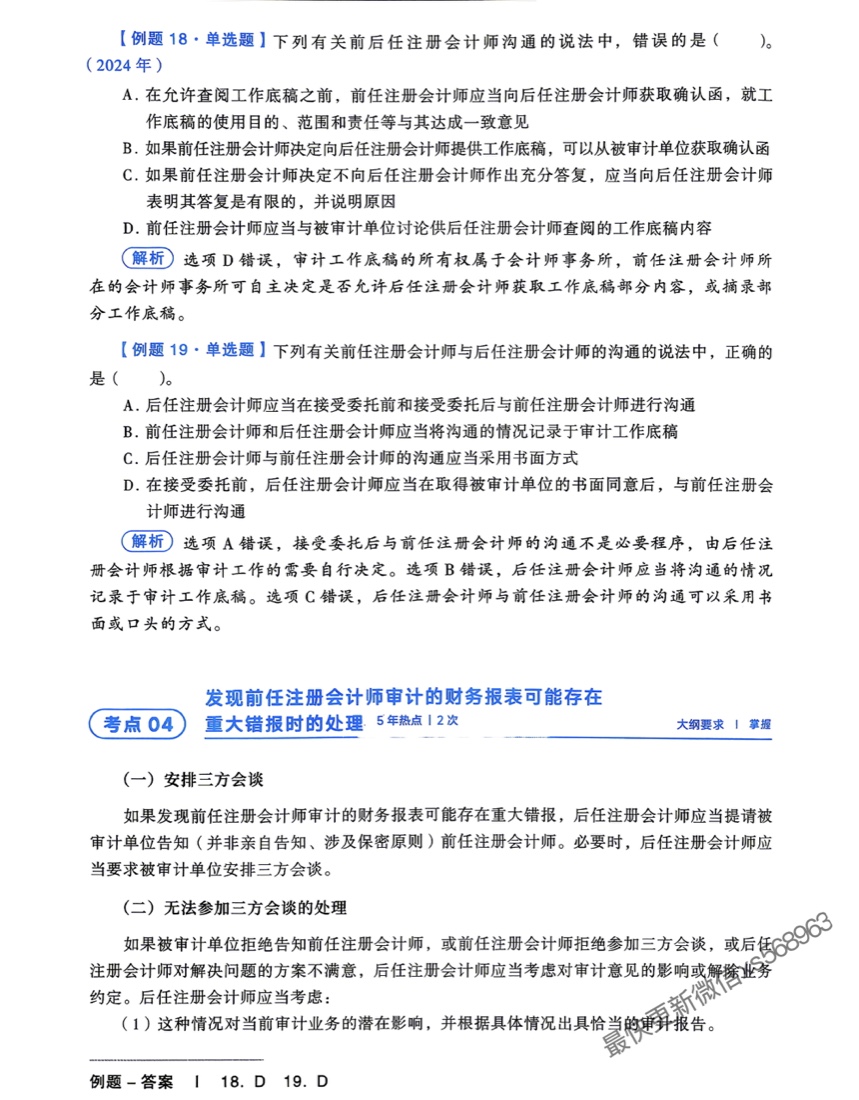 【例题 18·单选题】下列有关前后任注册会计师沟通的说法中，错误的是（　　）。
（2024 年）
A. 在允许查阅工作底稿之前，前任注册会计师应当向后任注册会计师获取确认函，就工
作底稿的使用目的、范围和责任等与其达成一致意见
B. 如果前任注册会计师决定向后任注册会计师提供工作底稿，可以从被审计单位获取确认函
C. 如果前任注册会计师决定不向后任注册会计师作出充分答复，应当向后任注册会计师
表明其答复是有限的，并说明原因
D. 前任注册会计师应当与被审计单位讨论供后任注册会计师查阅的工作底稿内容
解析 选项 D 错误，审计工作底稿的所有权属于会计师事务所，前任注册会计师所
在的会计师事务所可自主决定是否允许后任注册会计师获取工作底稿部分内容，或摘录部
分工作底稿。
【例题 19·单选题】下列有关前任注册会计师与后任注册会计师的沟通的说法中，正确的
是（　　）。
A. 后任注册会计师应当在接受委托前和接受委托后与前任注册会计师进行沟通
B. 前任注册会计师和后任注册会计师应当将沟通的情况记录于审计工作底稿
C. 后任注册会计师与前任注册会计师的沟通应当采用书面方式
D. 在接受委托前，后任注册会计师应当在取得被审计单位的书面同意后，与前任注册会
计师进行沟通
解析 选项 A 错误，接受委托后与前任注册会计师的沟通不是必要程序，由后任注
册会计师根据审计工作的需要自行决定。选项 B 错误，后任注册会计师应当将沟通的情况
记录于审计工作底稿。选项 C 错误，后任注册会计师与前任注册会计师的沟通可以采用书
面或口头的方式。
考点 04 发现前任注册会计师审计的财务报表可能存在
重大错报时的处理 5 年热点 | 2 次 大纲要求 | 掌握
（一）安排三方会谈
如果发现前任注册会计师审计的财务报表可能存在重大错报，后任注册会计师应当提请被
审计单位告知（并非亲自告知、涉及保密原则）前任注册会计师。必要时，后任注册会计师应
当要求被审计单位安排三方会谈。
（二）无法参加三方会谈的处理
如果被审计单位拒绝告知前任注册会计师，或前任注册会计师拒绝参加三方会谈，或后任
注册会计师对解决问题的方案不满意，后任注册会计师应当考虑对审计意见的影响或解除业务
约定。后任注册会计师应当考虑：
（1）这种情况对当前审计业务的潜在影响，并根据具体情况出具恰当的审计报告。
例题－答案 | 18. D 19. D